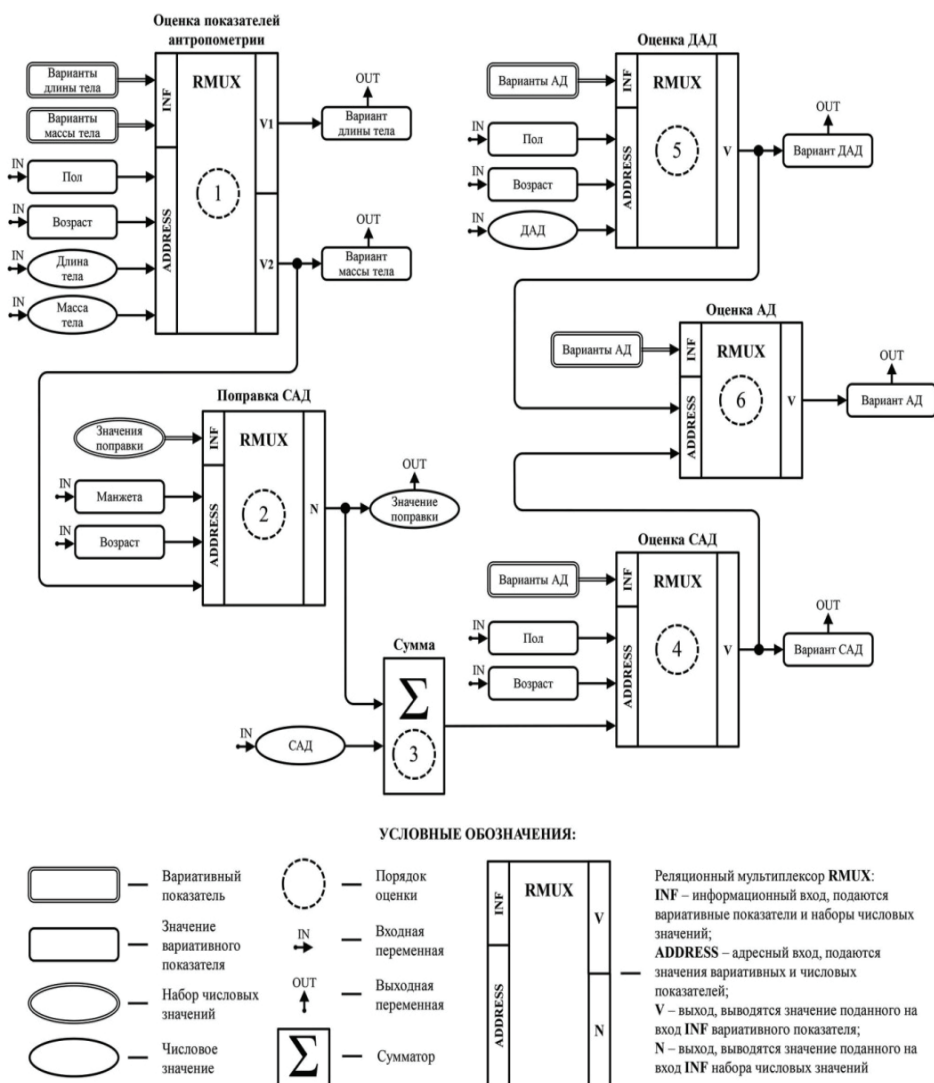 Оценка показателей
антропометрии
Варианты
длины тела
Варианты
массы тела
IN
Пол
IN
Возраст
IN
Длина
тела
IN
Масса
тела
INF
ADDRESS
RMUX
1
V1
V2
OUT
Вариант
длины тела
OUT
Вариант
массы тела
Оценка ДАД
Варианты АД
IN
Пол
IN
Возраст
IN
ДАД
INF
ADDRESS
RMUX
5
V
OUT
Вариант ДАД
Оценка АД
Варианты АД
INF
ADDRESS
RMUX
6
V
OUT
Вариант АД
Поправка САД
Значения
поправки
IN
Манжета
IN
Возраст
INF
ADDRESS
RMUX
2
N
OUT
Значение
поправки
Сумма
Σ
3
IN
САД
Оценка САД
Варианты АД
IN
Пол
IN
Возраст
INF
ADDRESS
RMUX
4
V
OUT
Вариант САД
УСЛОВНЫЕ ОБОЗНАЧЕНИЯ:
— Вариативный
показатель
— Значение
вариативного
показателя
— Набор числовых
значений
— Числовое
значение
— Порядок
оценки
IN
— Входная
переменная
OUT
— Выходная
переменная
Σ — Сумматор
INF
ADDRESS
RMUX
V
N
—
Реляционный мультиплексор RMUX:
INF – информационный вход, подаются
вариативные показатели и наборы числовых
значений;
ADDRESS – адресный вход, подаются
значения вариативных и числовых
показателей;
V – выход, выводятся значение поданного на
вход INF вариативного показателя;
N – выход, выводятся значение поданного на
вход INF набора числовых значений